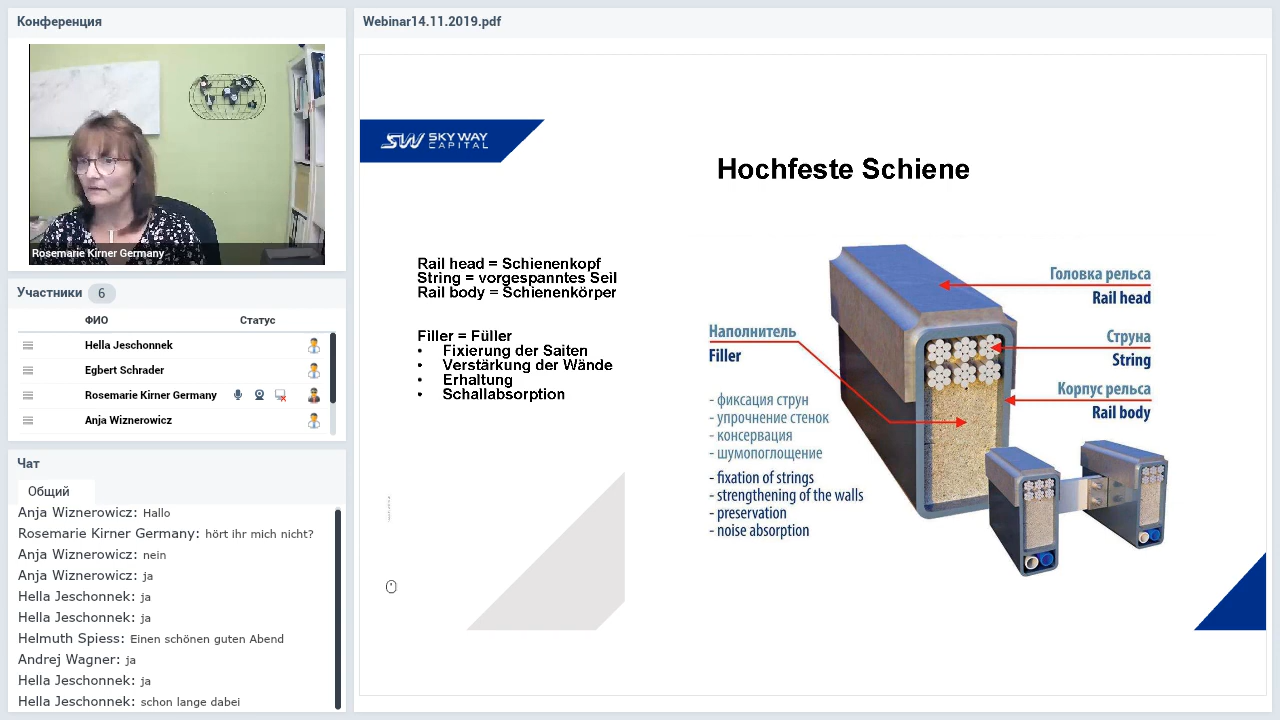 Конференция
Rosemarie Kirner Germany
Участники 6
ФИО Статус
Hella Jeschonnek
Egbert Schrader
Rosemarie Kirner Germany
Anja Wiznerowicz
Чат
Общий
Anja Wiznerowicz: Hallo
Rosemarie Kirner Germany: hört ihr mich nicht?
Anja Wiznerowicz: nein
Anja Wiznerowicz: ja
Hella Jeschonnek: ja
Hella Jeschonnek: ja
Helmuth Spiess: Einen schönen guten Abend
Andrej Wagner: ja
Hella Jeschonnek: ja
Hella Jeschonnek: schon lange dabei
Webinar14.11.2019.pdf
SW SKY WAY
CAPITAL
Hochfeste Schiene
Rail head = Schienenkopf
String = vorgespanntes Seil
Rail body = Schienenkörper
Filler = Füller
• Fixierung der Saiten
• Verstärkung der Wände
• Erhaltung
• Schallabsorption
Наполнитель
Filler
- фиксация струн
- упрочнение стенок
- консервация
- шумопоглощение
- fixation of strings
- strengthening of the walls
- preservation
- noise absorption
Головка рельса
Rail head
Струна
String
Корпус рельса
Rail body